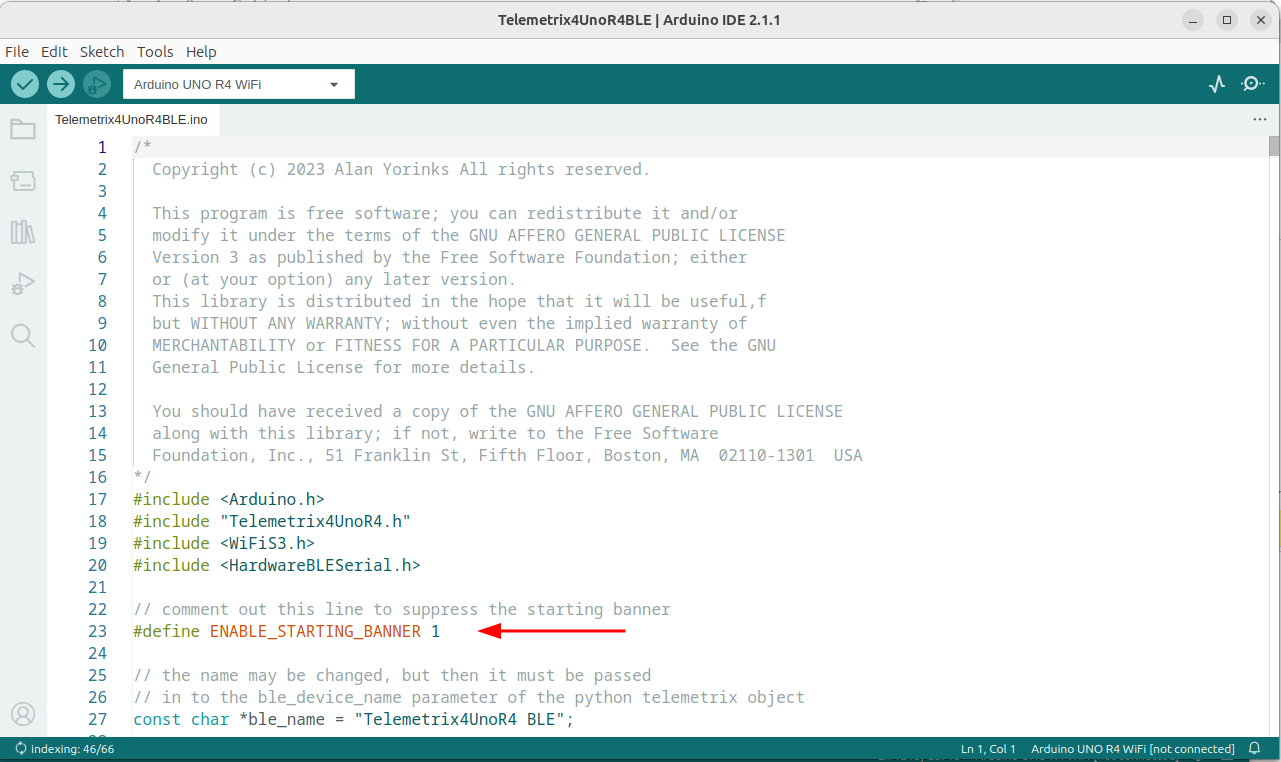 Telemetrix4UnoR4BLE | Arduino IDE 2.1.1
File Edit Sketch Tools Help
Arduino UNO R4 WiFi
Telemetrix4UnoR4BLE.ino
1 /*
2 Copyright (c) 2023 Alan Yorinks All rights reserved.
3
4 This program is free software; you can redistribute it and/or
5 modify it under the terms of the GNU AFFERO GENERAL PUBLIC LICENSE
6 Version 3 as published by the Free Software Foundation; either
7 or (at your option) any later version.
8 This library is distributed in the hope that it will be useful,f
9 but WITHOUT ANY WARRANTY; without even the implied warranty of
10 MERCHANTABILITY or FITNESS FOR A PARTICULAR PURPOSE.  See the GNU
11 General Public License for more details.
12
13 You should have received a copy of the GNU AFFERO GENERAL PUBLIC LICENSE
14 along with this library; if not, write to the Free Software
15 Foundation, Inc., 51 Franklin St, Fifth Floor, Boston, MA  02110-1301  USA
16 */
17 #include <Arduino.h>
18 #include "Telemetrix4UnoR4.h"
19 #include <WiFiS3.h>
20 #include <HardwareBLESerial.h>
21
22 // comment out this line to suppress the starting banner
23 #define ENABLE_STARTING_BANNER 1
24
25 // the name may be changed, but then it must be passed
26 // in to the ble_device_name parameter of the python telemetrix object
27 const char *ble_name = "Telemetrix4UnoR4 BLE";
indexing: 46/66 Ln 1, Col 1 Arduino UNO R4 WiFi [not connected]